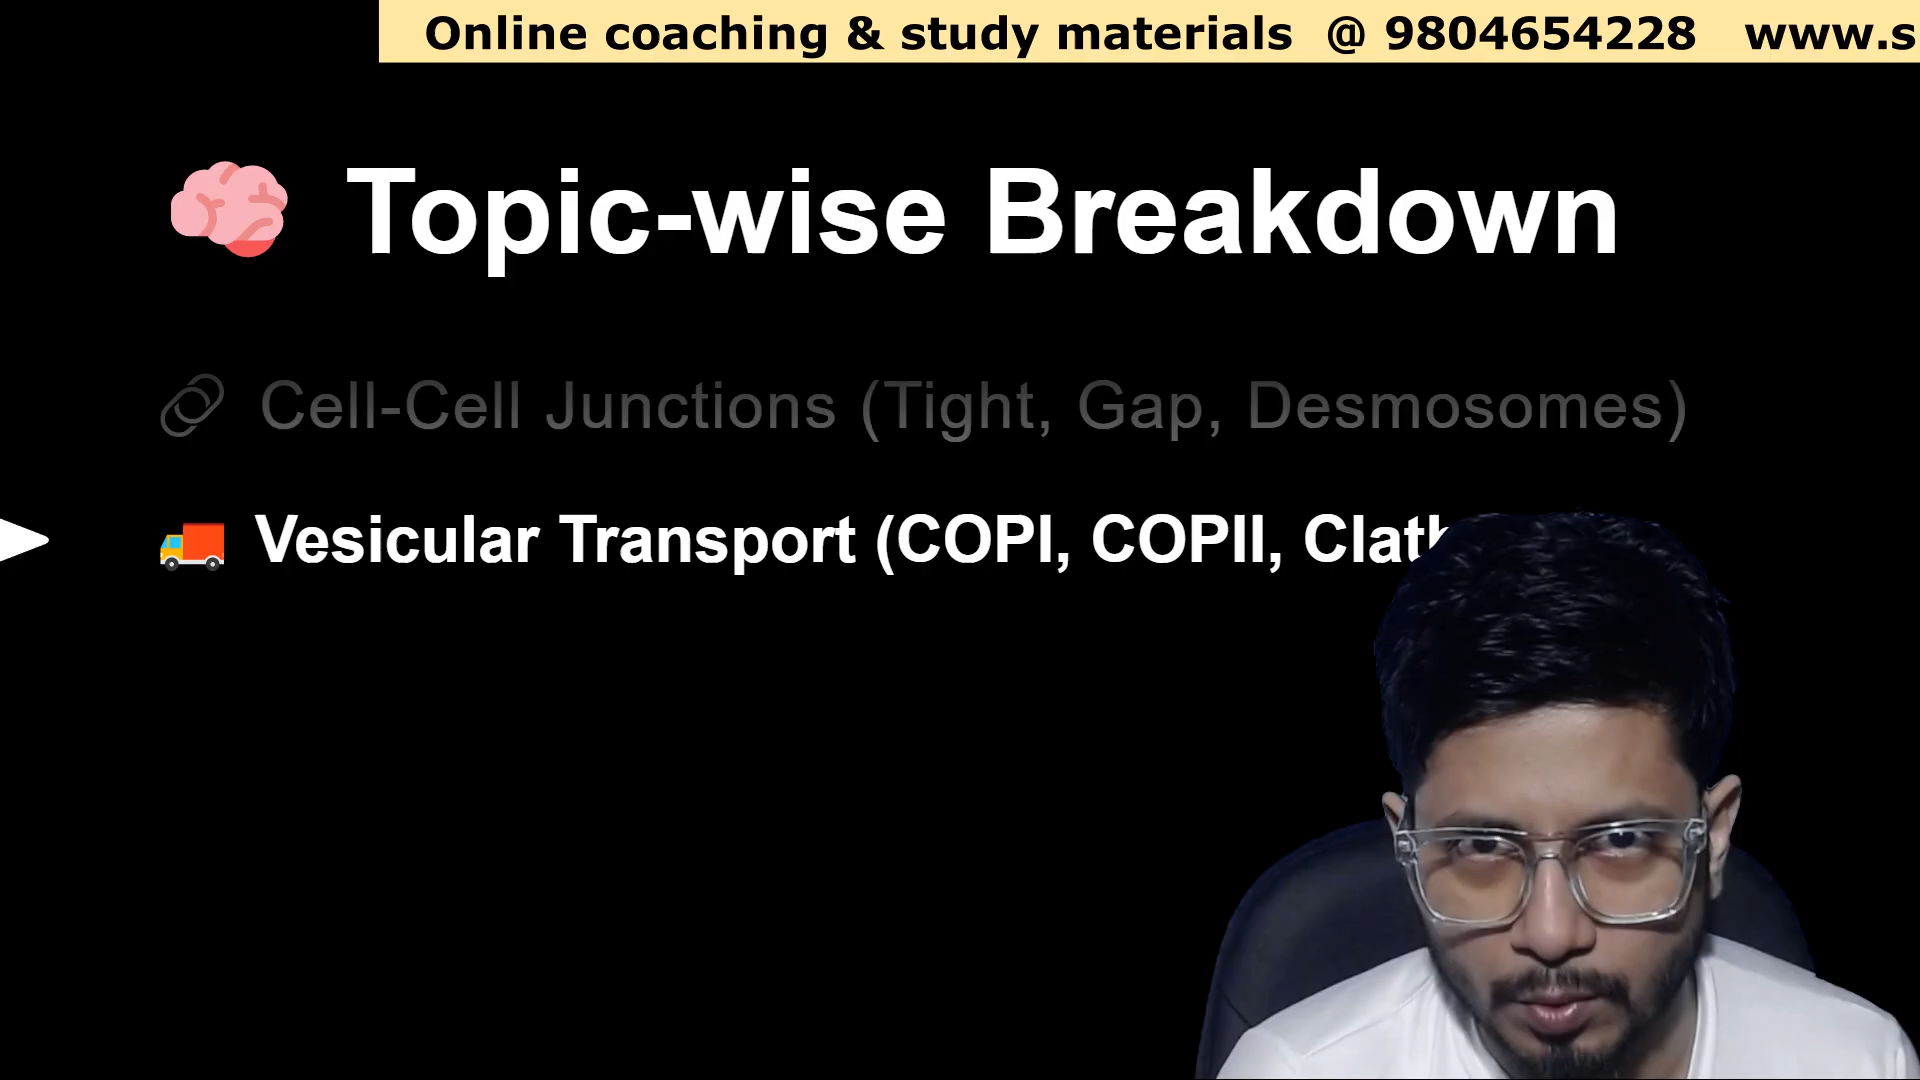 Online coaching & study materials @ 9804654228 www.s
Topic-wise Breakdown
Cell-Cell Junctions (Tight, Gap, Desmosomes)
Vesicular Transport (COPI, COPII,